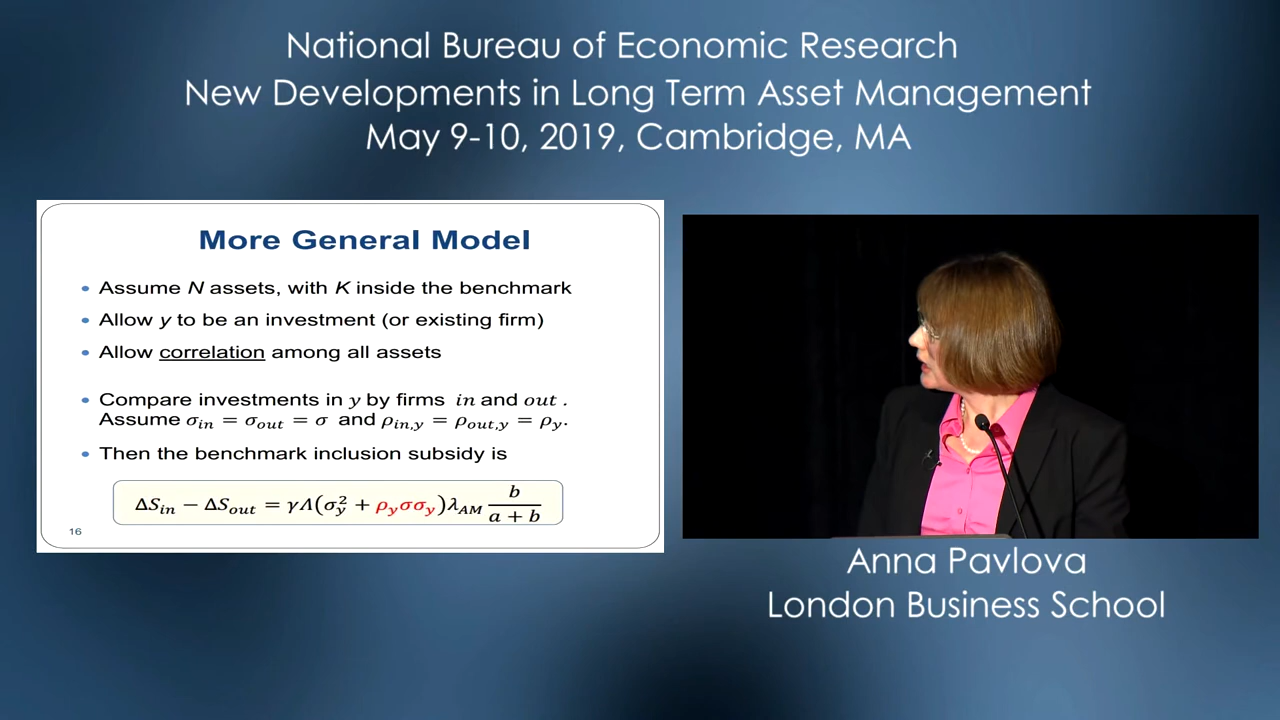 National Bureau of Economic Research
New Developments in Long Term Asset Management
May 9-10, 2019, Cambridge, MA
More General Model
• Assume N assets, with K inside the benchmark
• Allow y to be an investment (or existing firm)
• Allow correlation among all assets
• Compare investments in y by firms in and out .
Assume σ_in = σ_out = σ and ρ_in,y = ρ_out,y = ρ_y.
• Then the benchmark inclusion subsidy is
ΔS_in − ΔS_out = γΛ(σ_y^2 + ρ_yσσ_y)λ_AM b/(a + b)
16
Anna Pavlova
London Business School